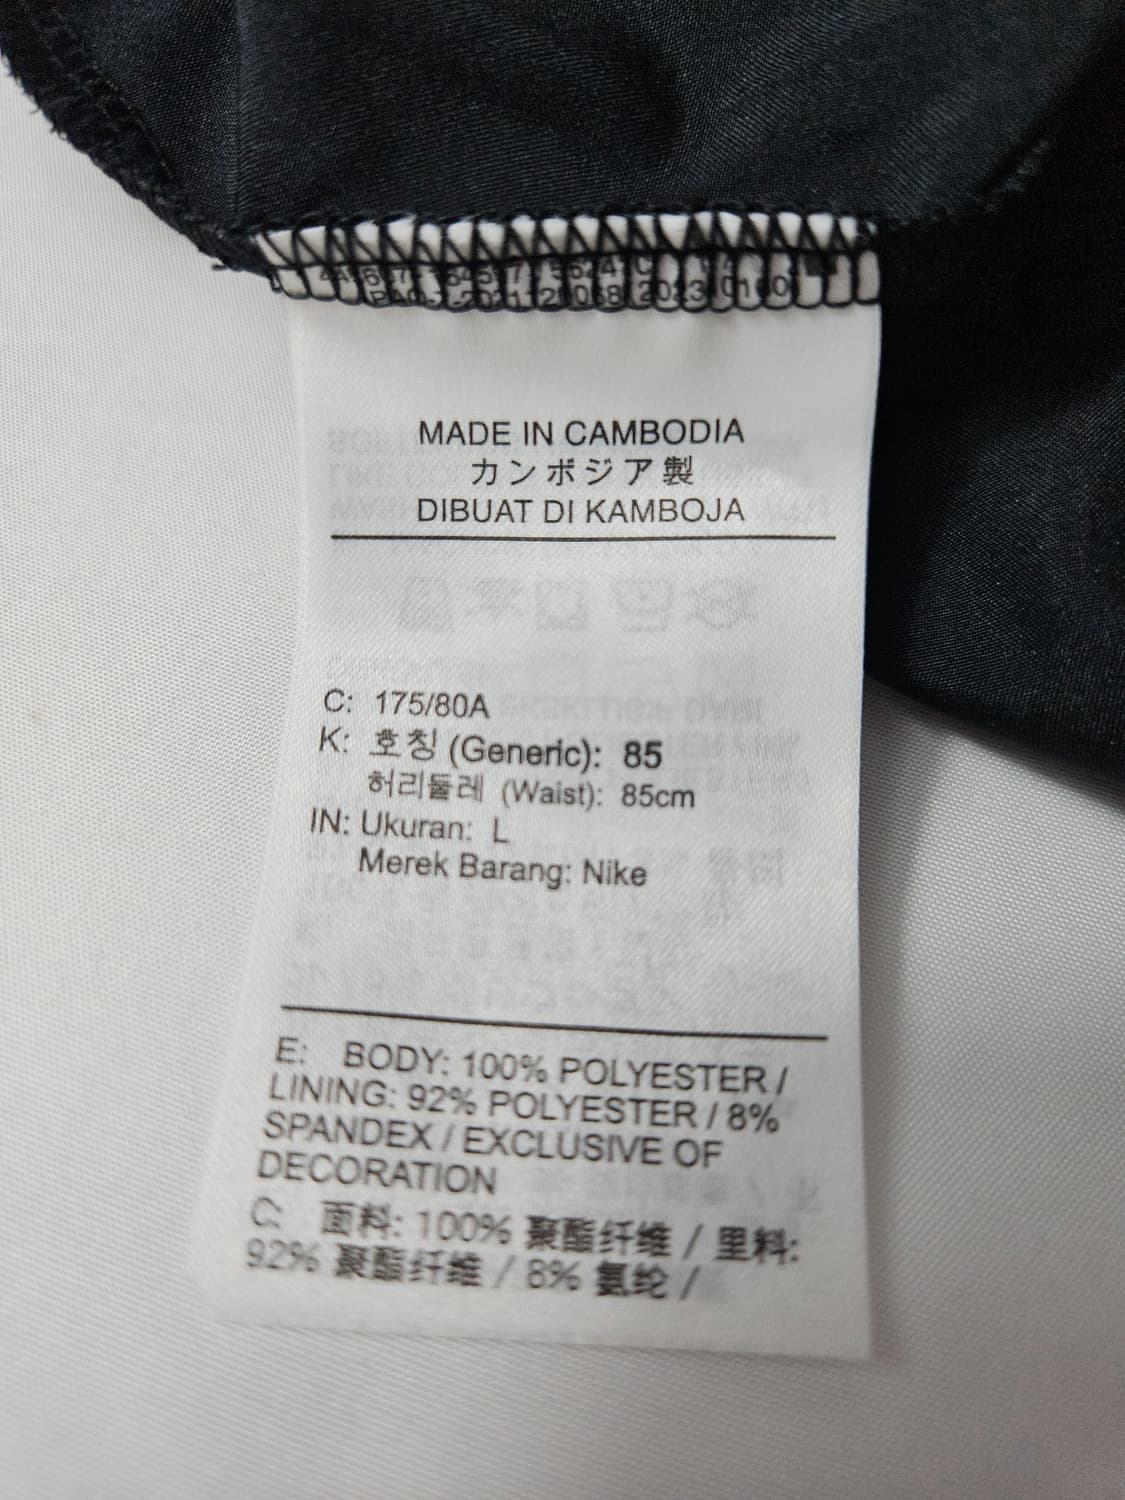 MADE IN CAMBODIA
カンボジア製
DIBUAT DI KAMBOJA
C: 175/80A
K: 호칭 (Generic): 85
허리둘레 (Waist): 85cm
IN: Ukuran: L
Merek Barang: Nike
E: BODY: 100% POLYESTER /
LINING: 92% POLYESTER / 8%
SPANDEX / EXCLUSIVE OF
DECORATION
C: 面料: 100% 聚酯纤维 / 里料:
92% 聚酯纤维 / 8% 氨纶 /